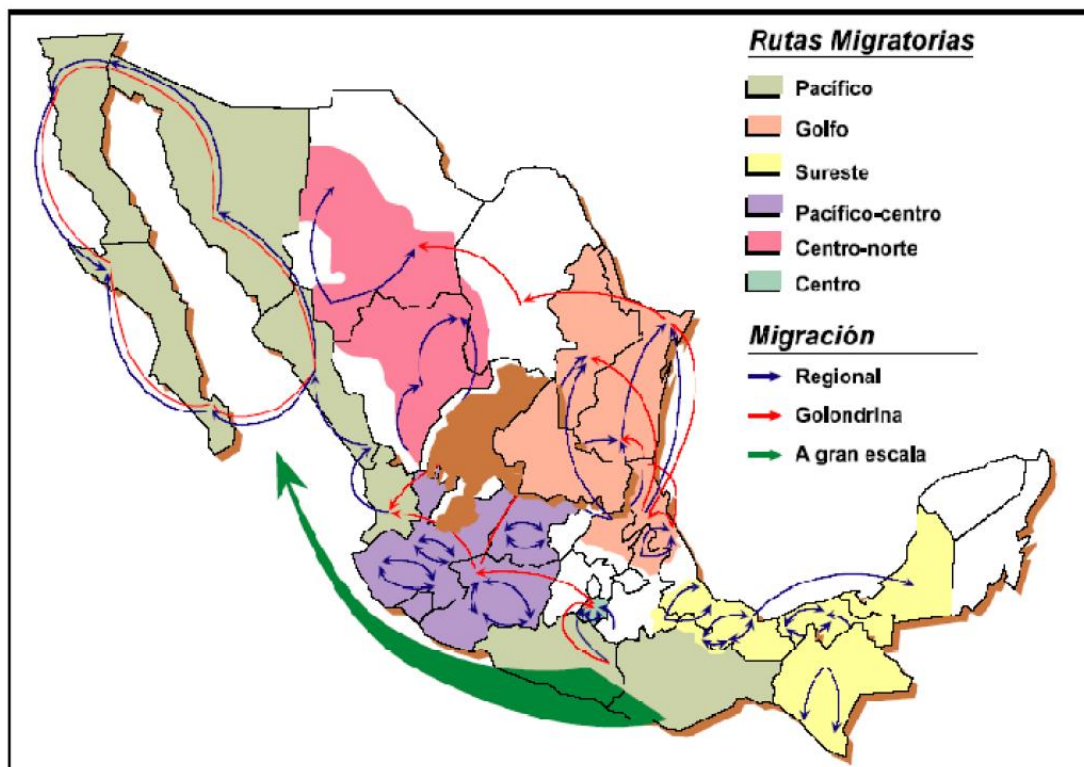 Rutas Migratorias
Pacífico
Golfo
Sureste
Pacífico-centro
Centro-norte
Centro
Migración
Regional
Golondrina
A gran escala